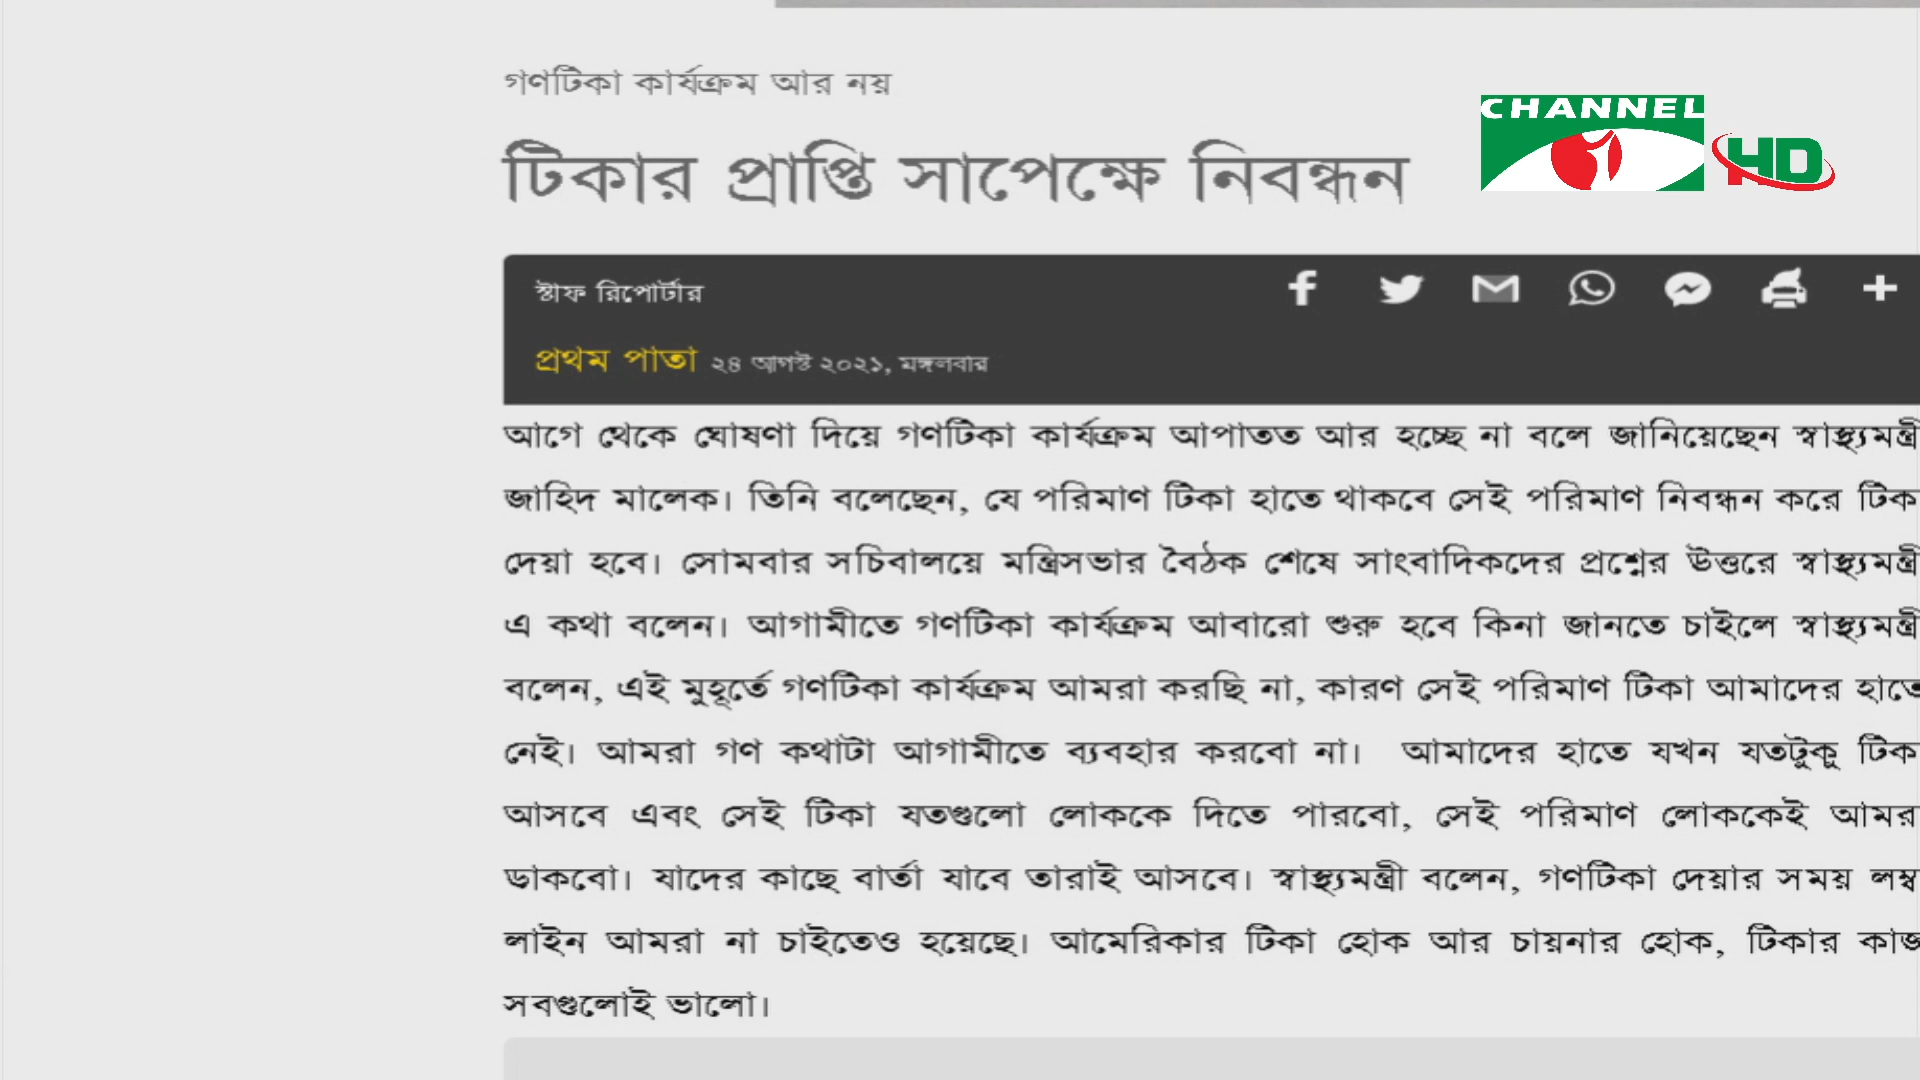 গণটিকা কার্যক্রম আর নয়
CHANNEL
HD
টিকার প্রাপ্তি সাপেক্ষে নিবন্ধন
স্টাফ রিপোর্টার
প্রথম পাতা ২৪ আগস্ট ২০২১, মঙ্গলবার
আগে থেকে ঘোষণা দিয়ে গণটিকা কার্যক্রম আপাতত আর হচ্ছে না বলে জানিয়েছেন স্বাস্থ্যমন্ত্রী
জাহিদ মালেক। তিনি বলেছেন, যে পরিমাণ টিকা হাতে থাকবে সেই পরিমাণ নিবন্ধন করে টিক
দেয়া হবে। সোমবার সচিবালয়ে মন্ত্রিসভার বৈঠক শেষে সাংবাদিকদের প্রশ্নের উত্তরে স্বাস্থ্যমন্ত্রী
এ কথা বলেন। আগামীতে গণটিকা কার্যক্রম আবারো শুরু হবে কিনা জানতে চাইলে স্বাস্থ্যমন্ত্রী
বলেন, এই মুহূর্তে গণটিকা কার্যক্রম আমরা করছি না, কারণ সেই পরিমাণ টিকা আমাদের হাতে
নেই। আমরা গণ কথাটা আগামীতে ব্যবহার করবো না। আমাদের হাতে যখন যতটুকু টিক
আসবে এবং সেই টিকা যতগুলো লোককে দিতে পারবো, সেই পরিমাণ লোককেই আমর
ডাকবো। যাদের কাছে বার্তা যাবে তারাই আসবে। স্বাস্থ্যমন্ত্রী বলেন, গণটিকা দেয়ার সময় লম্ব
লাইন আমরা না চাইতেও হয়েছে। আমেরিকার টিকা হোক আর চায়নার হোক, টিকার কাজ
সবগুলোই ভালো।